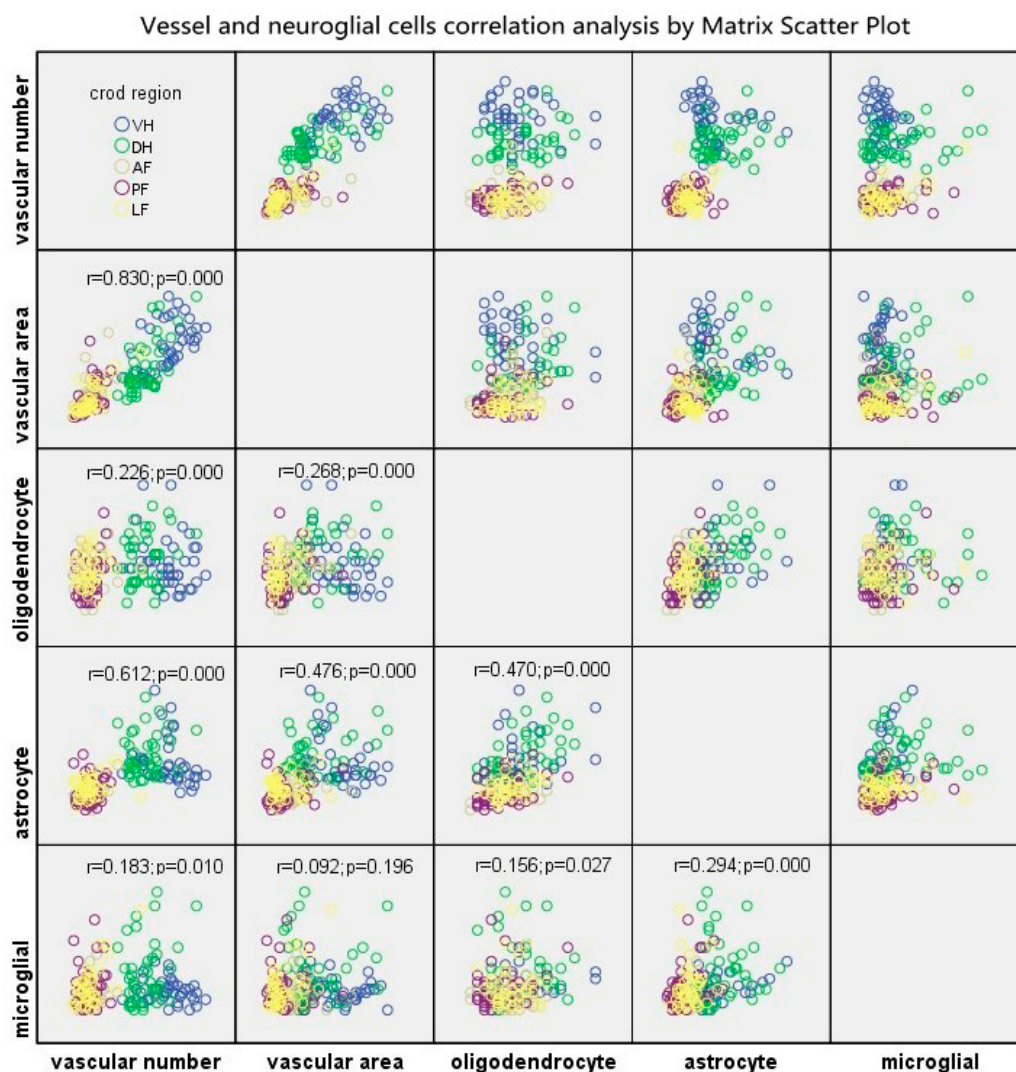 Vessel and neuroglial cells correlation analysis by Matrix Scatter Plot
vascular number
crod region
VH
DH
AF
PF
LF
vascular area
r=0.830;p=0.000
oligodendrocyte
r=0.226;p=0.000
r=0.268;p=0.000
astrocyte
r=0.612;p=0.000
r=0.476;p=0.000
r=0.470;p=0.000
microglial
r=0.183;p=0.010
r=0.092;p=0.196
r=0.156;p=0.027
r=0.294;p=0.000
vascular number
vascular area
oligodendrocyte
astrocyte
microglial